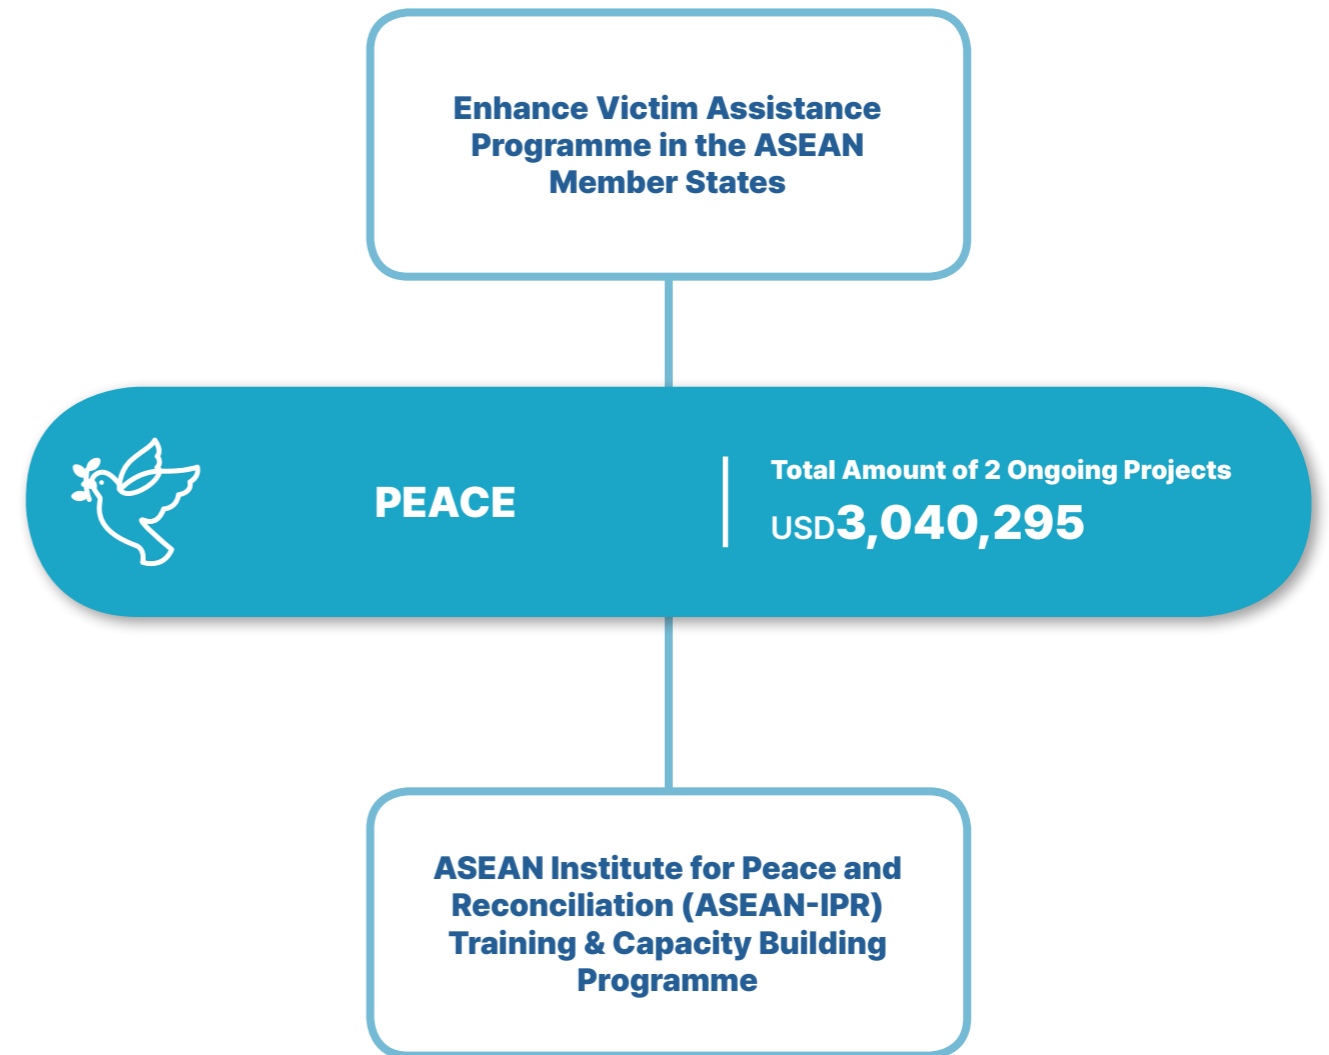 Enhance Victim Assistance
Programme in the ASEAN
Member States
PEACE
Total Amount of 2 Ongoing Projects
USD3,040,295
ASEAN Institute for Peace and
Reconciliation (ASEAN-IPR)
Training & Capacity Building
Programme